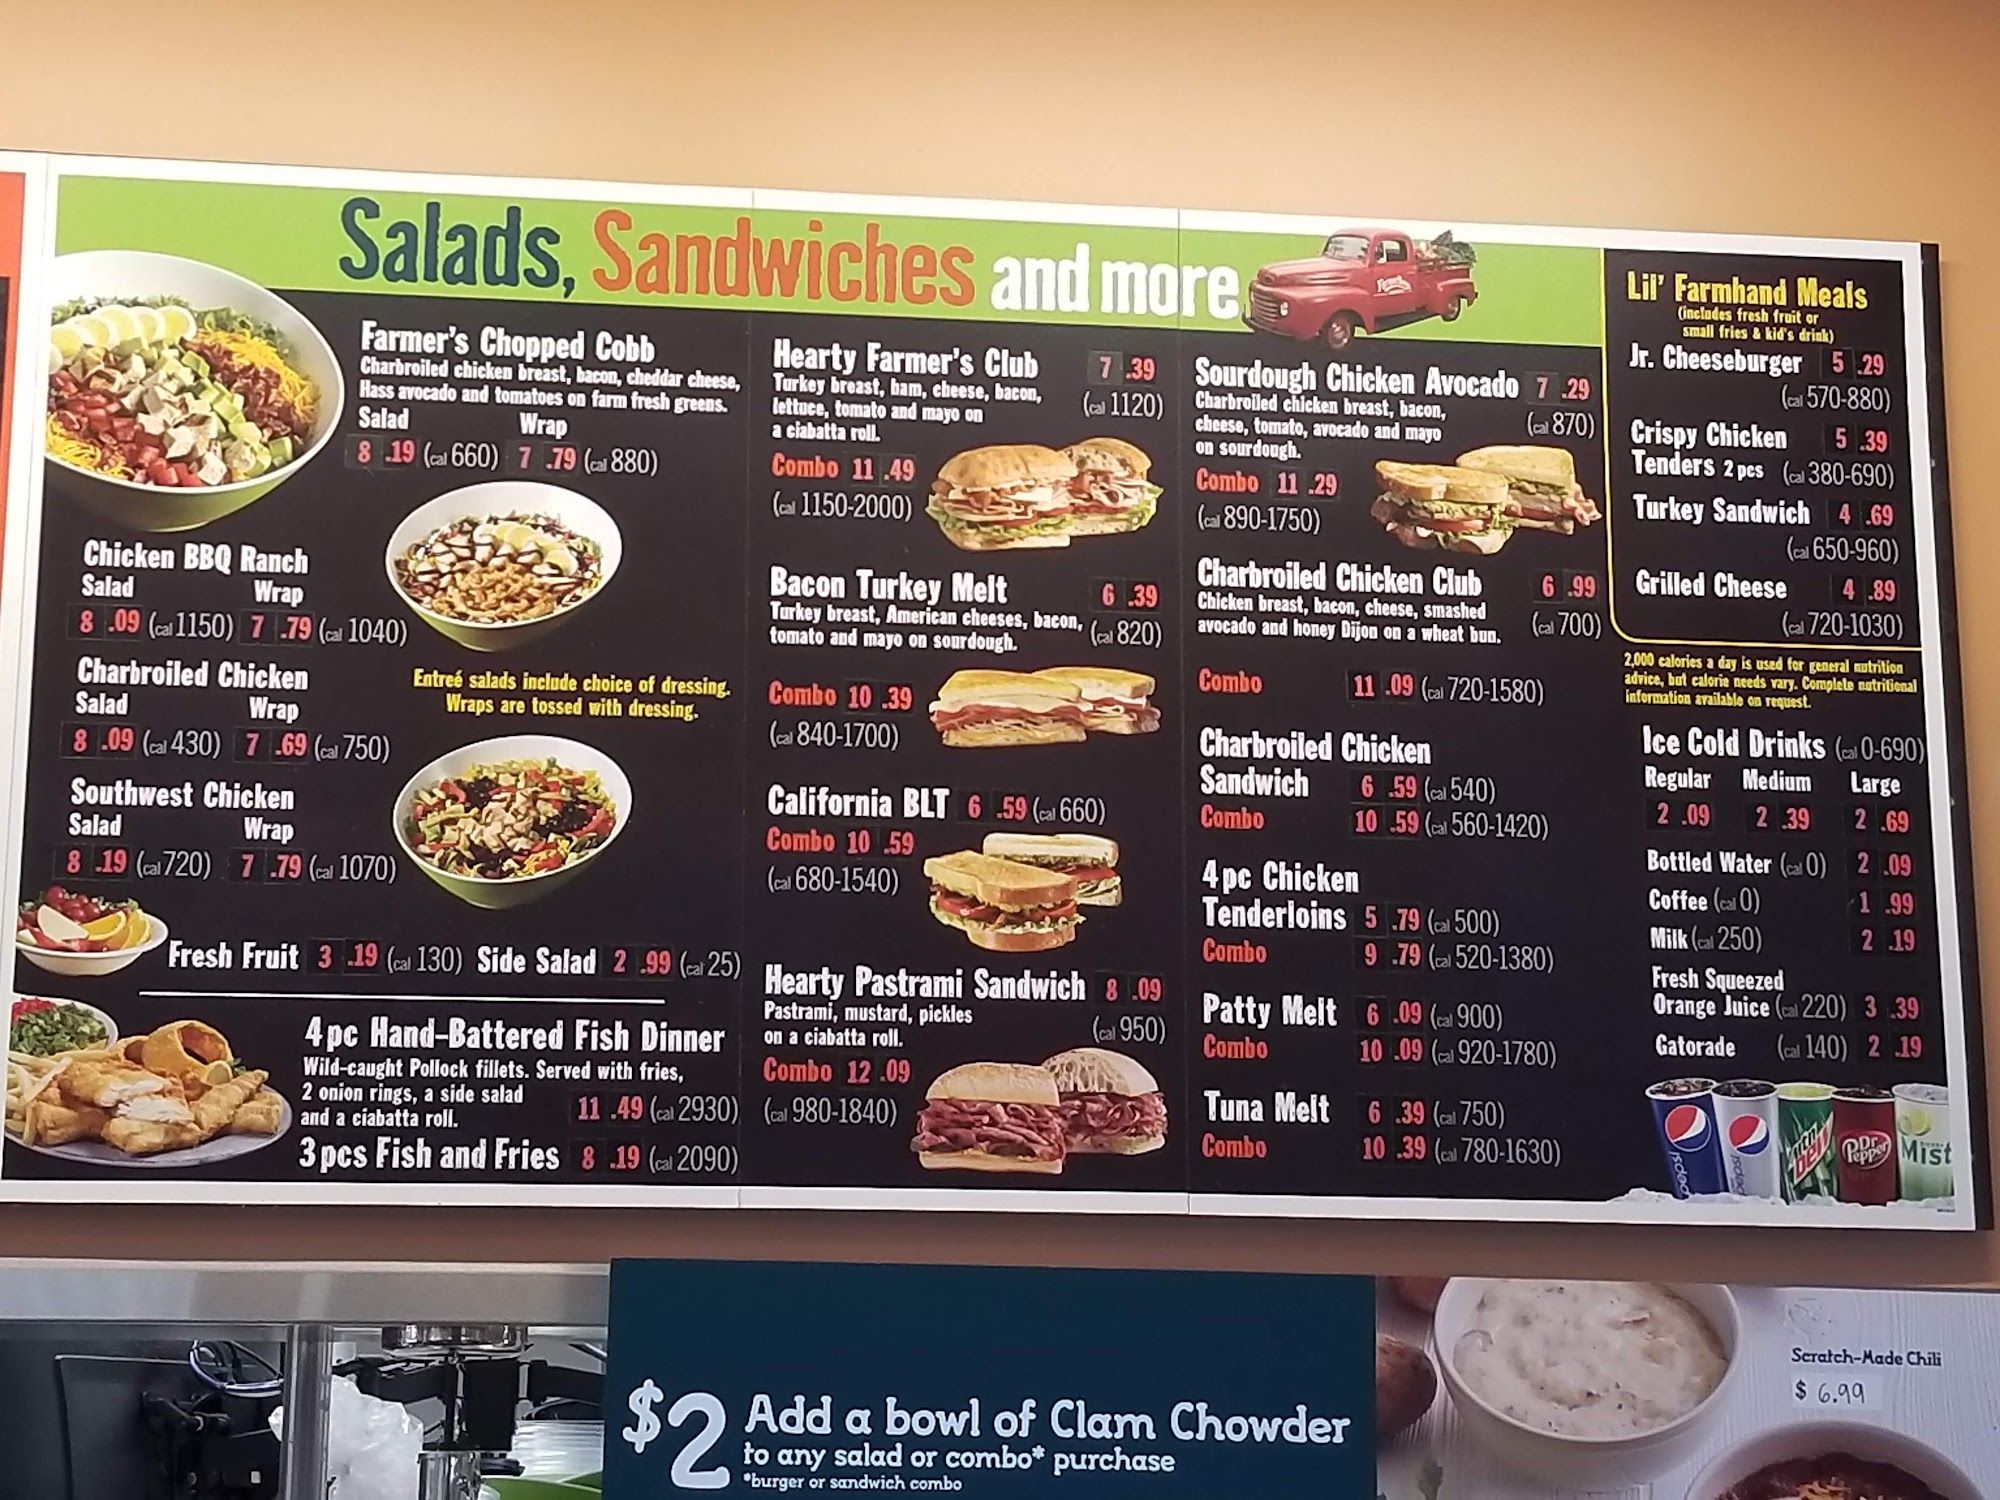 Salads, Sandwiches and more
Farmer's Chopped Cobb
Charbroiled chicken breast, bacon, cheddar cheese,
Hass avocado and tomatoes on farm fresh greens.
Salad Wrap
8 .19 (cal 660) 7 .79 (cal 880)
Chicken BBQ Ranch
Salad Wrap
8 .09 (cal 1150) 7 .79 (cal 1040)
Charbroiled Chicken
Salad Wrap
8 .09 (cal 430) 7 .69 (cal 750)
Entreé salads include choice of dressing.
Wraps are tossed with dressing.
Southwest Chicken
Salad Wrap
8 .19 (cal 720) 7 .79 (cal 1070)
Fresh Fruit 3 .19 (cal 130) Side Salad 2 .99 (cal 25)
4pc Hand-Battered Fish Dinner
Wild-caught Pollock fillets. Served with fries,
2 onion rings, a side salad
and a ciabatta roll. 11 .49 (cal 2930)
3pcs Fish and Fries 8 .19 (cal 2090)
Hearty Farmer's Club 7 .39
Turkey breast, ham, cheese, bacon, (cal 1120)
lettuce, tomato and mayo on
a ciabatta roll.
Combo 11 .49
(cal 1150-2000)
Bacon Turkey Melt 6 .39
Turkey breast, American cheeses, bacon, (cal 820)
tomato and mayo on sourdough.
Combo 10 .39
(cal 840-1700)
California BLT 6 .59 (cal 660)
Combo 10 .59
(cal 680-1540)
Hearty Pastrami Sandwich 8 .09
Pastrami, mustard, pickles (cal 950)
on a ciabatta roll.
Combo 12 .09
(cal 980-1840)
Sourdough Chicken Avocado 7 .29
Charbroiled chicken breast, bacon, (cal 870)
cheese, tomato, avocado and mayo
on sourdough.
Combo 11 .29
(cal 890-1750)
Charbroiled Chicken Club 6 .99
Chicken breast, bacon, cheese, smashed (cal 700)
avocado and honey Dijon on a wheat bun.
Combo 11 .09 (cal 720-1580)
Charbroiled Chicken
Sandwich 6 .59 (cal 540)
Combo 10 .59 (cal 560-1420)
4pc Chicken
Tenderloins 5 .79 (cal 500)
Combo 9 .79 (cal 520-1380)
Patty Melt 6 .09 (cal 900)
Combo 10 .09 (cal 920-1780)
Tuna Melt 6 .39 (cal 750)
Combo 10 .39 (cal 780-1630)
Lil' Farmhand Meals
(includes fresh fruit or
small fries & kid's drink)
Jr. Cheeseburger 5 .29
(cal 570-880)
Crispy Chicken 5 .39
Tenders 2 pcs (cal 380-690)
Turkey Sandwich 4 .69
(cal 650-960)
Grilled Cheese 4 .89
(cal 720-1030)
2,000 calories a day is used for general nutrition
advice, but calorie needs vary. Complete nutritional
information available on request.
Ice Cold Drinks (cal 0-690)
Regular Medium Large
2 .09 2 .39 2 .69
Bottled Water (cal 0) 2 .09
Coffee (cal 0) 1 .99
Milk (cal 250) 2 .19
Fresh Squeezed
Orange Juice (cal 220) 3 .39
Gatorade (cal 140) 2 .19
pepsi pepsi Mtn Dew Dr Pepper Mist
$2 Add a bowl of Clam Chowder
to any salad or combo* purchase
*burger or sandwich combo
Scratch-Made Chili
$ 6.99